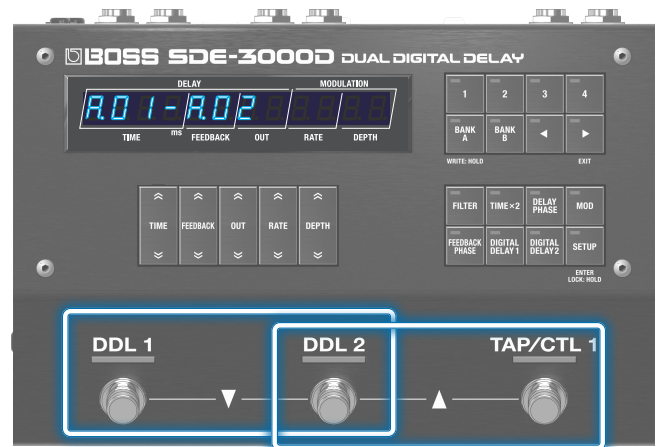 BOSS SDE-3000D DUAL DIGITAL DELAY
DELAY MODULATION
A.01-A.02
TIME ms FEEDBACK OUT RATE DEPTH
1 2 3 4
BANK A BANK B ◀ ▶
WRITE: HOLD EXIT
TIME FEEDBACK OUT RATE DEPTH
FILTER TIME×2 DELAY PHASE MOD
FEEDBACK PHASE DIGITAL DELAY 1 DIGITAL DELAY 2 SETUP
ENTER
LOCK: HOLD
DDL 1 DDL 2 TAP/CTL 1